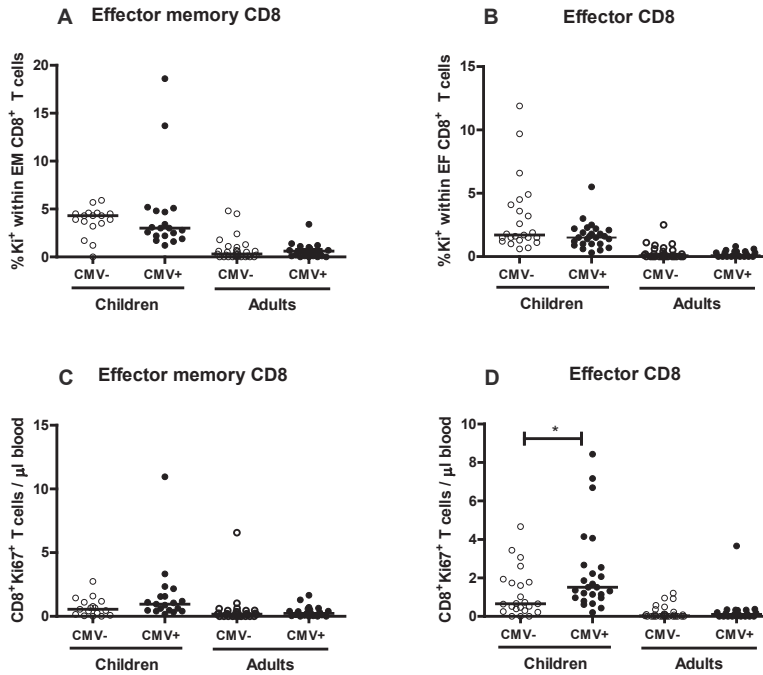 A Effector memory CD8
%Ki⁺ within EM CD8⁺ T cells
20
15
10
5
0
CMV- CMV+ CMV- CMV+
Children Adults
B Effector CD8
%Ki⁺ within EF CD8⁺ T cells
15
10
5
0
CMV- CMV+ CMV- CMV+
Children Adults
C Effector memory CD8
CD8⁺Ki67⁺ T cells / µl blood
15
10
5
0
CMV- CMV+ CMV- CMV+
Children Adults
D Effector CD8
CD8⁺Ki67⁺ T cells / µl blood
10
8
6
4
2
0
*
CMV- CMV+ CMV- CMV+
Children Adults